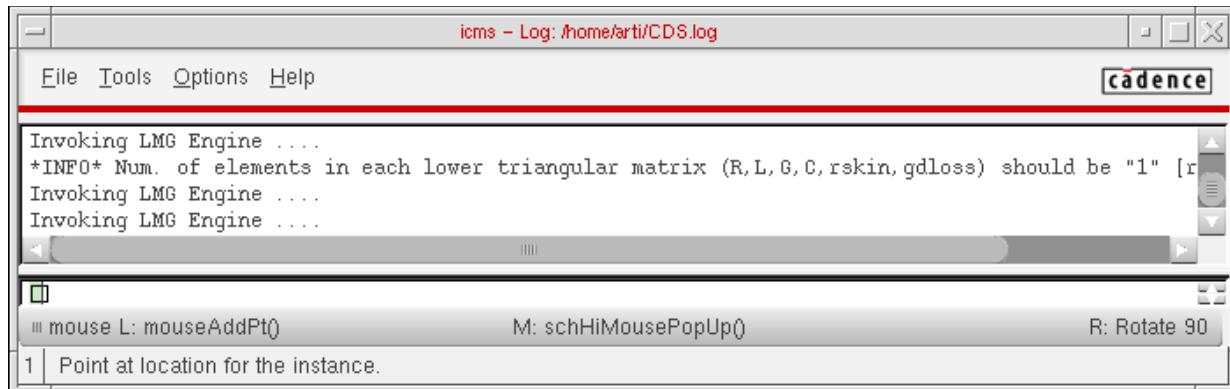 icms – Log: /home/arti/CDS.log
File Tools Options Help
cādence
Invoking LMG Engine ....
*INFO* Num. of elements in each lower triangular matrix (R,L,G,C,rskin,gdloss) should be "1" [r
Invoking LMG Engine ....
Invoking LMG Engine ....
mouse L: mouseAddPt() M: schHiMousePopUp() R: Rotate 90
1 Point at location for the instance.